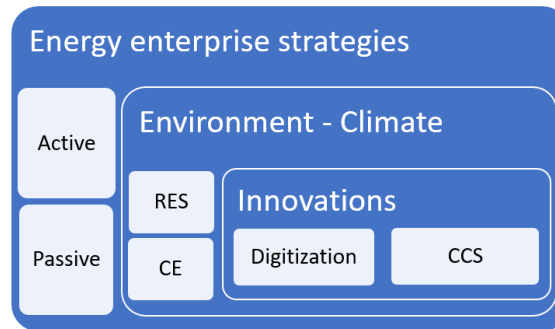 Energy enterprise strategies
Active
Passive
Environment - Climate
RES
CE
Innovations
Digitization
CCS